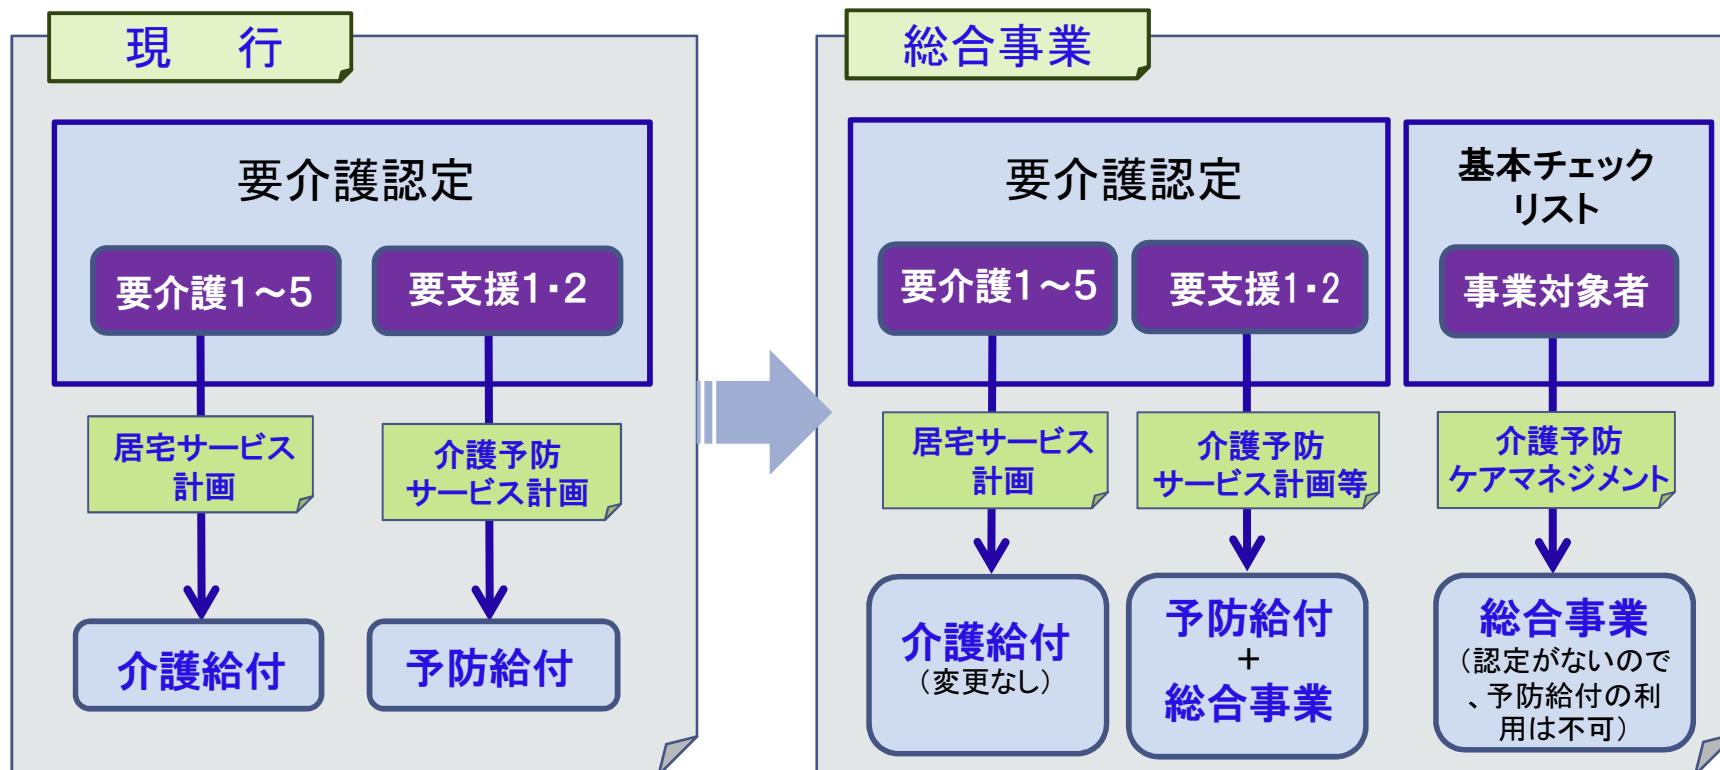 現　行
要介護認定
要介護1～5
要支援1・2
居宅サービス
計画
介護予防
サービス計画
介護給付
予防給付
総合事業
要介護認定
基本チェック
リスト
要介護1～5
要支援1・2
事業対象者
居宅サービス
計画
介護予防
サービス計画等
介護予防
ケアマネジメント
介護給付
（変更なし）
予防給付
+
総合事業
総合事業
（認定がないので
、予防給付の利
用は不可）